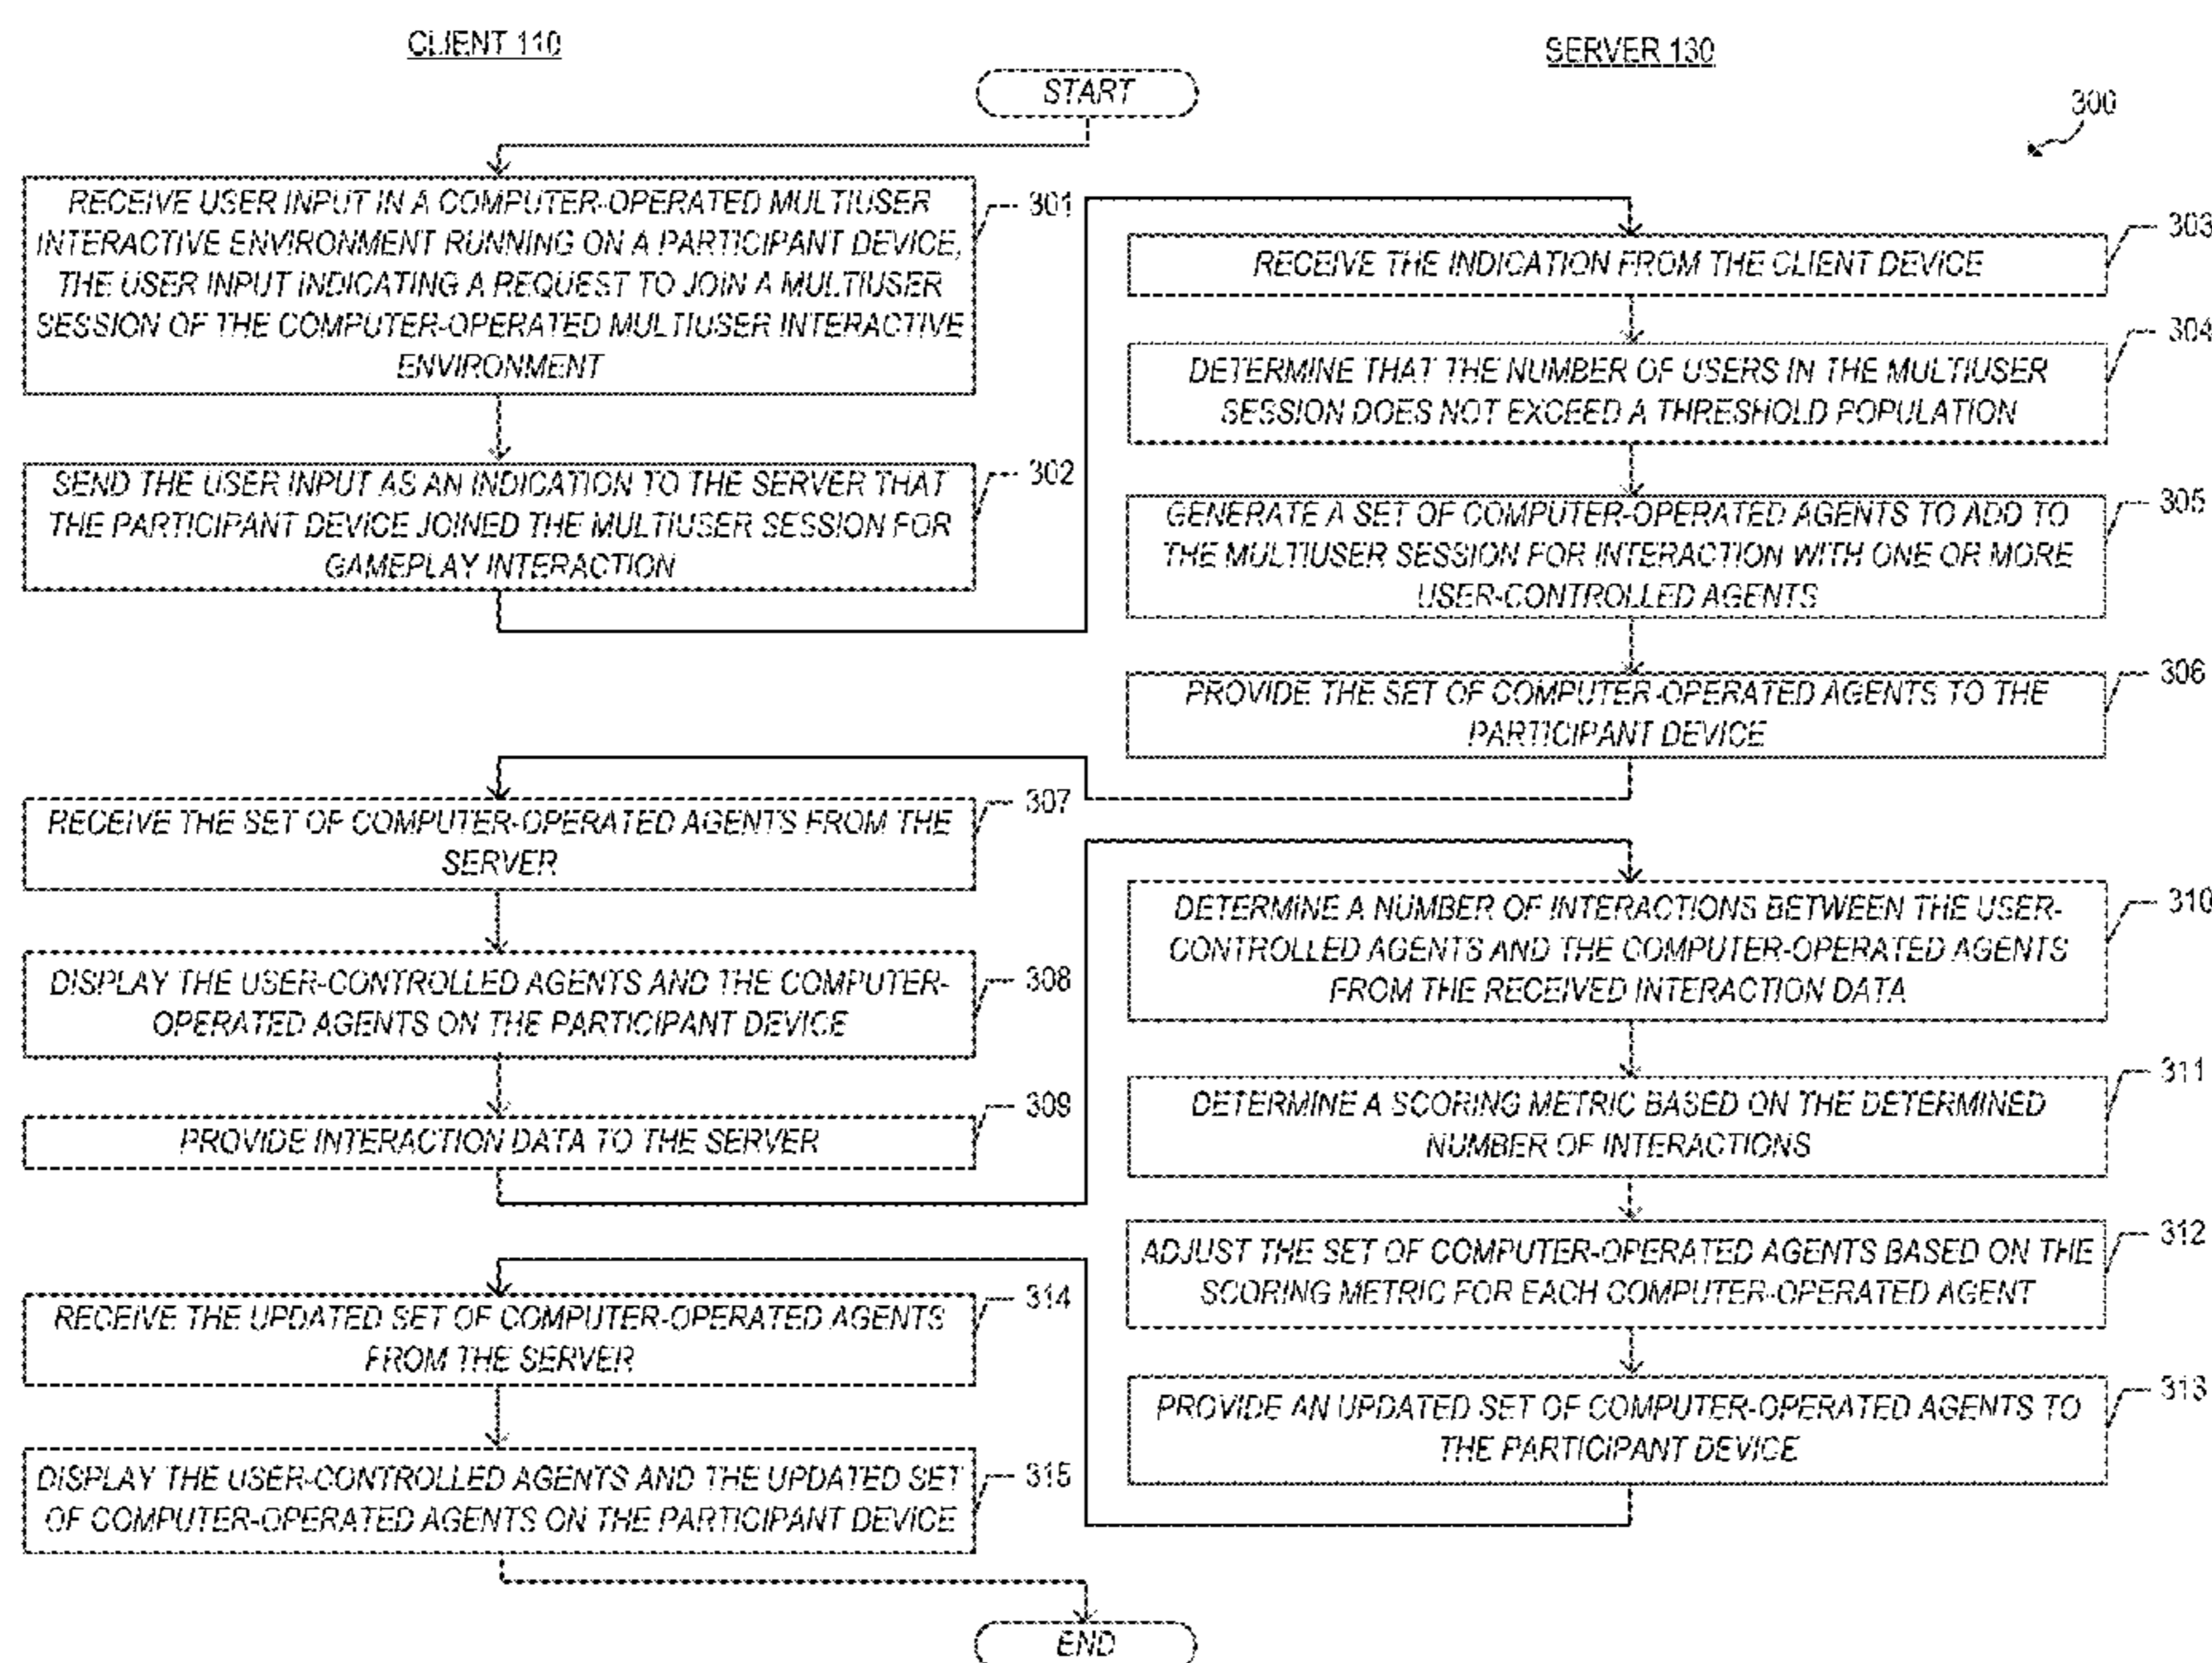 CLIENT 110
SERVER 130
START
300
RECEIVE USER INPUT IN A COMPUTER-OPERATED MULTIUSER
INTERACTIVE ENVIRONMENT RUNNING ON A PARTICIPANT DEVICE,
THE USER INPUT INDICATING A REQUEST TO JOIN A MULTIUSER
SESSION OF THE COMPUTER-OPERATED MULTIUSER INTERACTIVE
ENVIRONMENT
301
SEND THE USER INPUT AS AN INDICATION TO THE SERVER THAT
THE PARTICIPANT DEVICE JOINED THE MULTIUSER SESSION FOR
GAMEPLAY INTERACTION
302
RECEIVE THE INDICATION FROM THE CLIENT DEVICE
303
DETERMINE THAT THE NUMBER OF USERS IN THE MULTIUSER
SESSION DOES NOT EXCEED A THRESHOLD POPULATION
304
GENERATE A SET OF COMPUTER-OPERATED AGENTS TO ADD TO
THE MULTIUSER SESSION FOR INTERACTION WITH ONE OR MORE
USER-CONTROLLED AGENTS
305
PROVIDE THE SET OF COMPUTER-OPERATED AGENTS TO THE
PARTICIPANT DEVICE
306
RECEIVE THE SET OF COMPUTER-OPERATED AGENTS FROM THE
SERVER
307
DISPLAY THE USER-CONTROLLED AGENTS AND THE COMPUTER-
OPERATED AGENTS ON THE PARTICIPANT DEVICE
308
PROVIDE INTERACTION DATA TO THE SERVER
309
DETERMINE A NUMBER OF INTERACTIONS BETWEEN THE USER-
CONTROLLED AGENTS AND THE COMPUTER-OPERATED AGENTS
FROM THE RECEIVED INTERACTION DATA
310
DETERMINE A SCORING METRIC BASED ON THE DETERMINED
NUMBER OF INTERACTIONS
311
ADJUST THE SET OF COMPUTER-OPERATED AGENTS BASED ON THE
SCORING METRIC FOR EACH COMPUTER-OPERATED AGENT
312
PROVIDE AN UPDATED SET OF COMPUTER-OPERATED AGENTS TO
THE PARTICIPANT DEVICE
313
RECEIVE THE UPDATED SET OF COMPUTER-OPERATED AGENTS
FROM THE SERVER
314
DISPLAY THE USER-CONTROLLED AGENTS AND THE UPDATED SET
OF COMPUTER-OPERATED AGENTS ON THE PARTICIPANT DEVICE
315
END